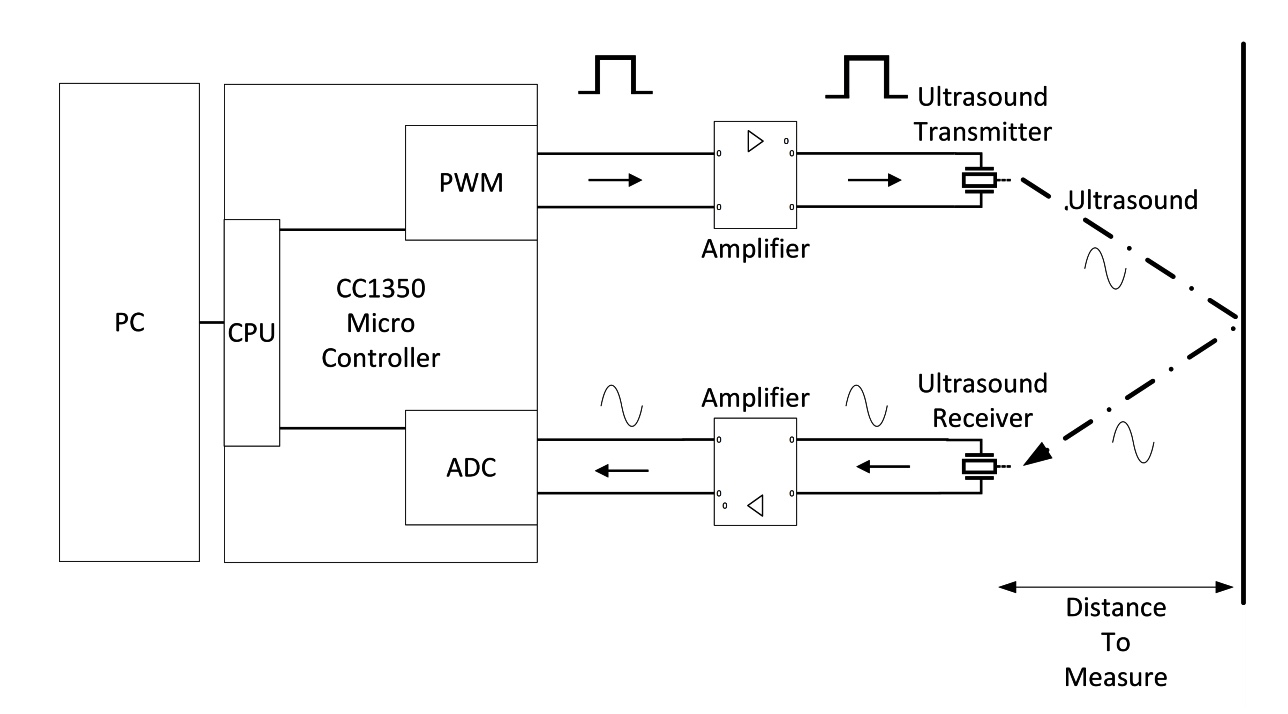 Ultrasound
Transmitter
PWM
Ultrasound
Amplifier
CC1350
Micro
Controller
PC
CPU
Amplifier
Ultrasound
Receiver
ADC
Distance
To
Measure